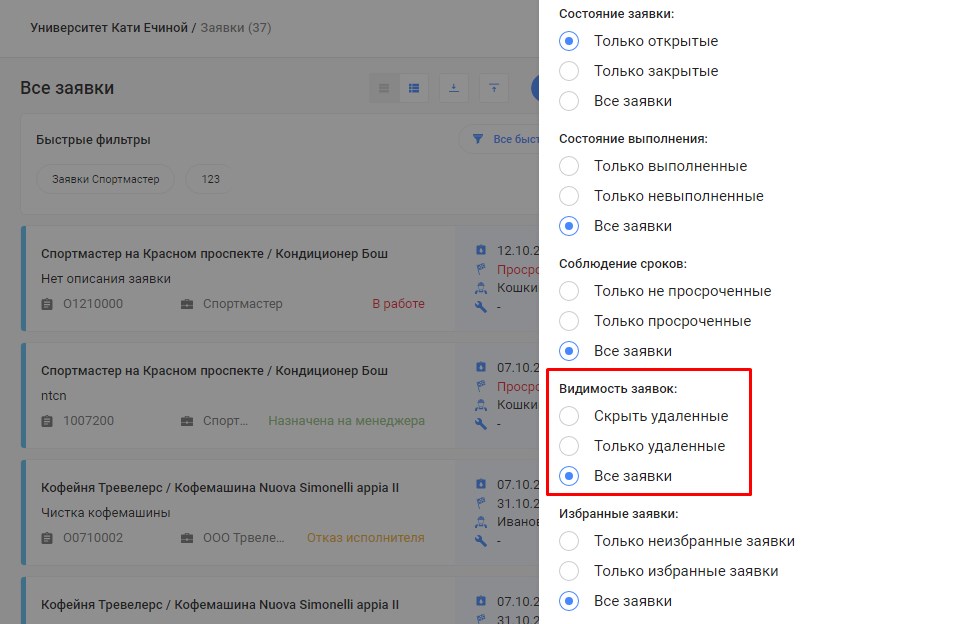 Университет Кати Ечиной / Заявки (37)
Все заявки
Быстрые фильтры
Все быст
Заявки Спортмастер
123
Спортмастер на Красном проспекте / Кондиционер Бош
Нет описания заявки
О1210000
Спортмастер
В работе
12.10.2
Просро
Кошки
-
Спортмастер на Красном проспекте / Кондиционер Бош
ntcn
1007200
Спорт...
Назначена на менеджера
07.10.2
Просро
Кошки
-
Кофейня Тревелерс / Кофемашина Nuova Simonelli appia II
Чистка кофемашины
О0710002
ООО Трвеле...
Отказ исполнителя
07.10.2
31.10.2
Иванов
-
Кофейня Тревелерс / Кофемашина Nuova Simonelli appia II
07.10.2
31.10.2
Состояние заявки:
Только открытые
Только закрытые
Все заявки
Состояние выполнения:
Только выполненные
Только невыполненные
Все заявки
Соблюдение сроков:
Только не просроченные
Только просроченные
Все заявки
Видимость заявок:
Скрыть удаленные
Только удаленные
Все заявки
Избранные заявки:
Только неизбранные заявки
Только избранные заявки
Все заявки